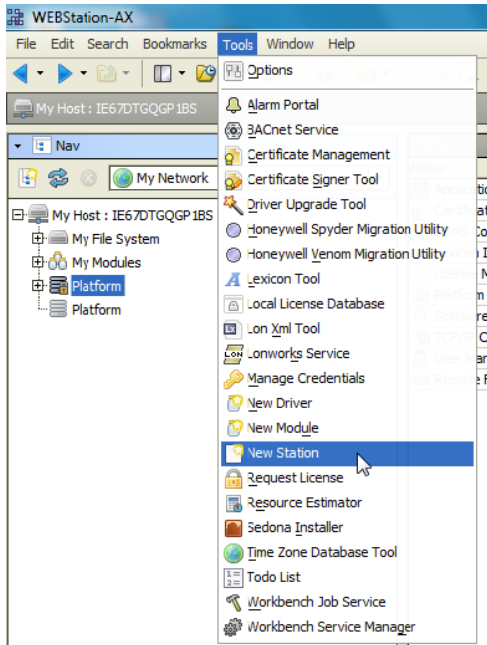 WEBStation-AX
File Edit Search Bookmarks Tools Window Help
Options
My Host : IE67DTGQGP1BS
Alarm Portal
BACnet Service
Nav
Certificate Management
My Network
Certificate Signer Tool
Driver Upgrade Tool
My Host : IE67DTGQGP1BS
Honeywell Spyder Migration Utility
My File System
Honeywell Venom Migration Utility
My Modules
Lexicon Tool
Platform
Local License Database
Platform
Lon Xml Tool
LON
Lonworks Service
Manage Credentials
New Driver
New Module
New Station
Request License
Resource Estimator
Sedona Installer
Time Zone Database Tool
Todo List
Workbench Job Service
Workbench Service Manager